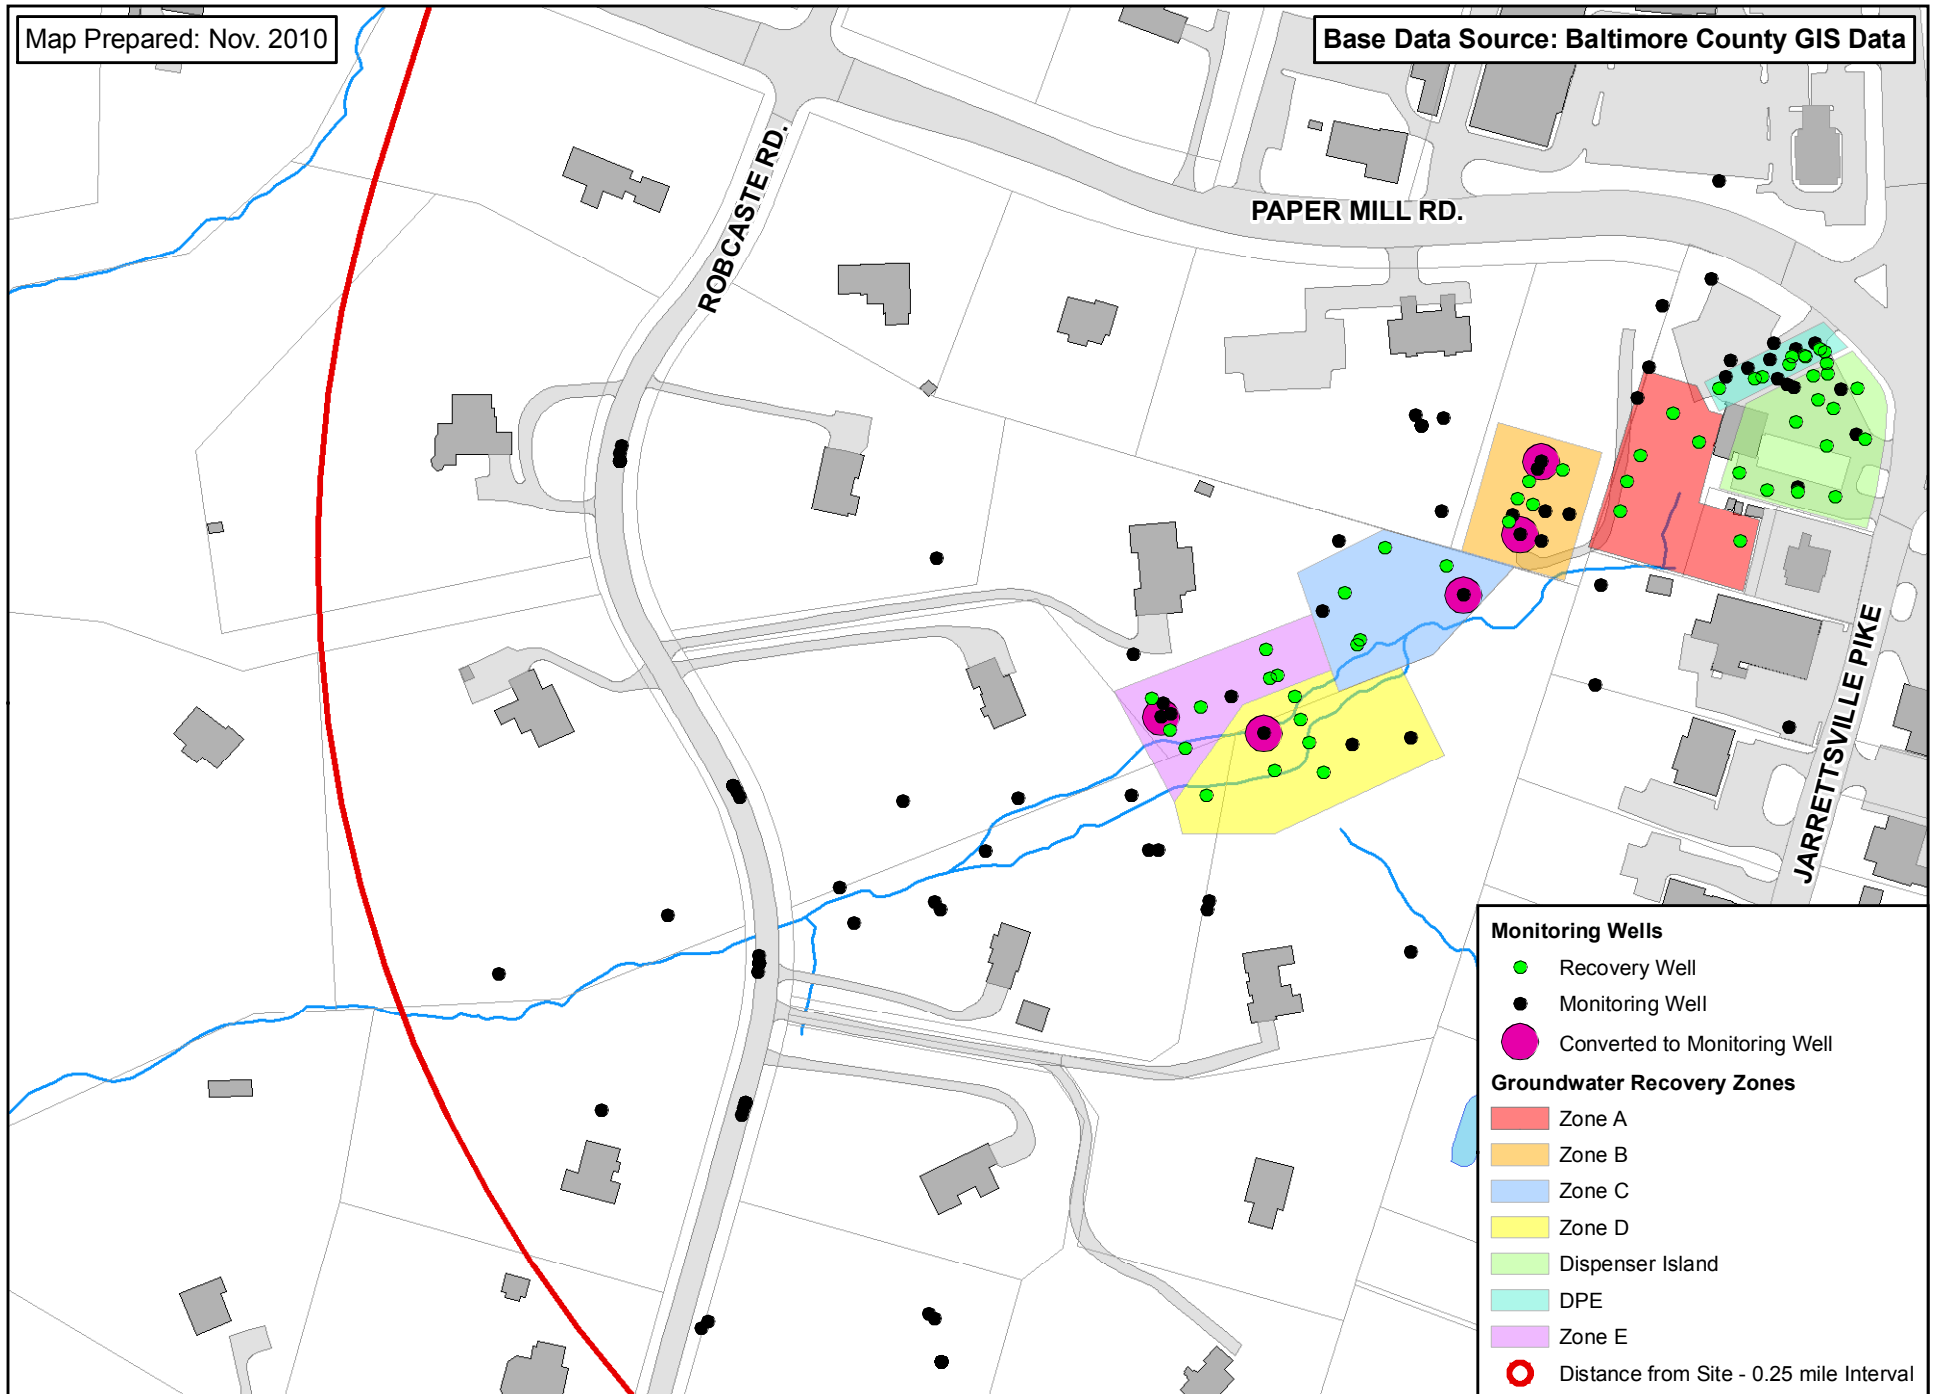 Map Prepared: Nov. 2010
Base Data Source: Baltimore County GIS Data
ROBCASTE RD.
PAPER MILL RD.
JARRETTSVILLE PIKE
Monitoring Wells
Recovery Well
Monitoring Well
Converted to Monitoring Well
Groundwater Recovery Zones
Zone A
Zone B
Zone C
Zone D
Dispenser Island
DPE
Zone E
Distance from Site - 0.25 mile Interval